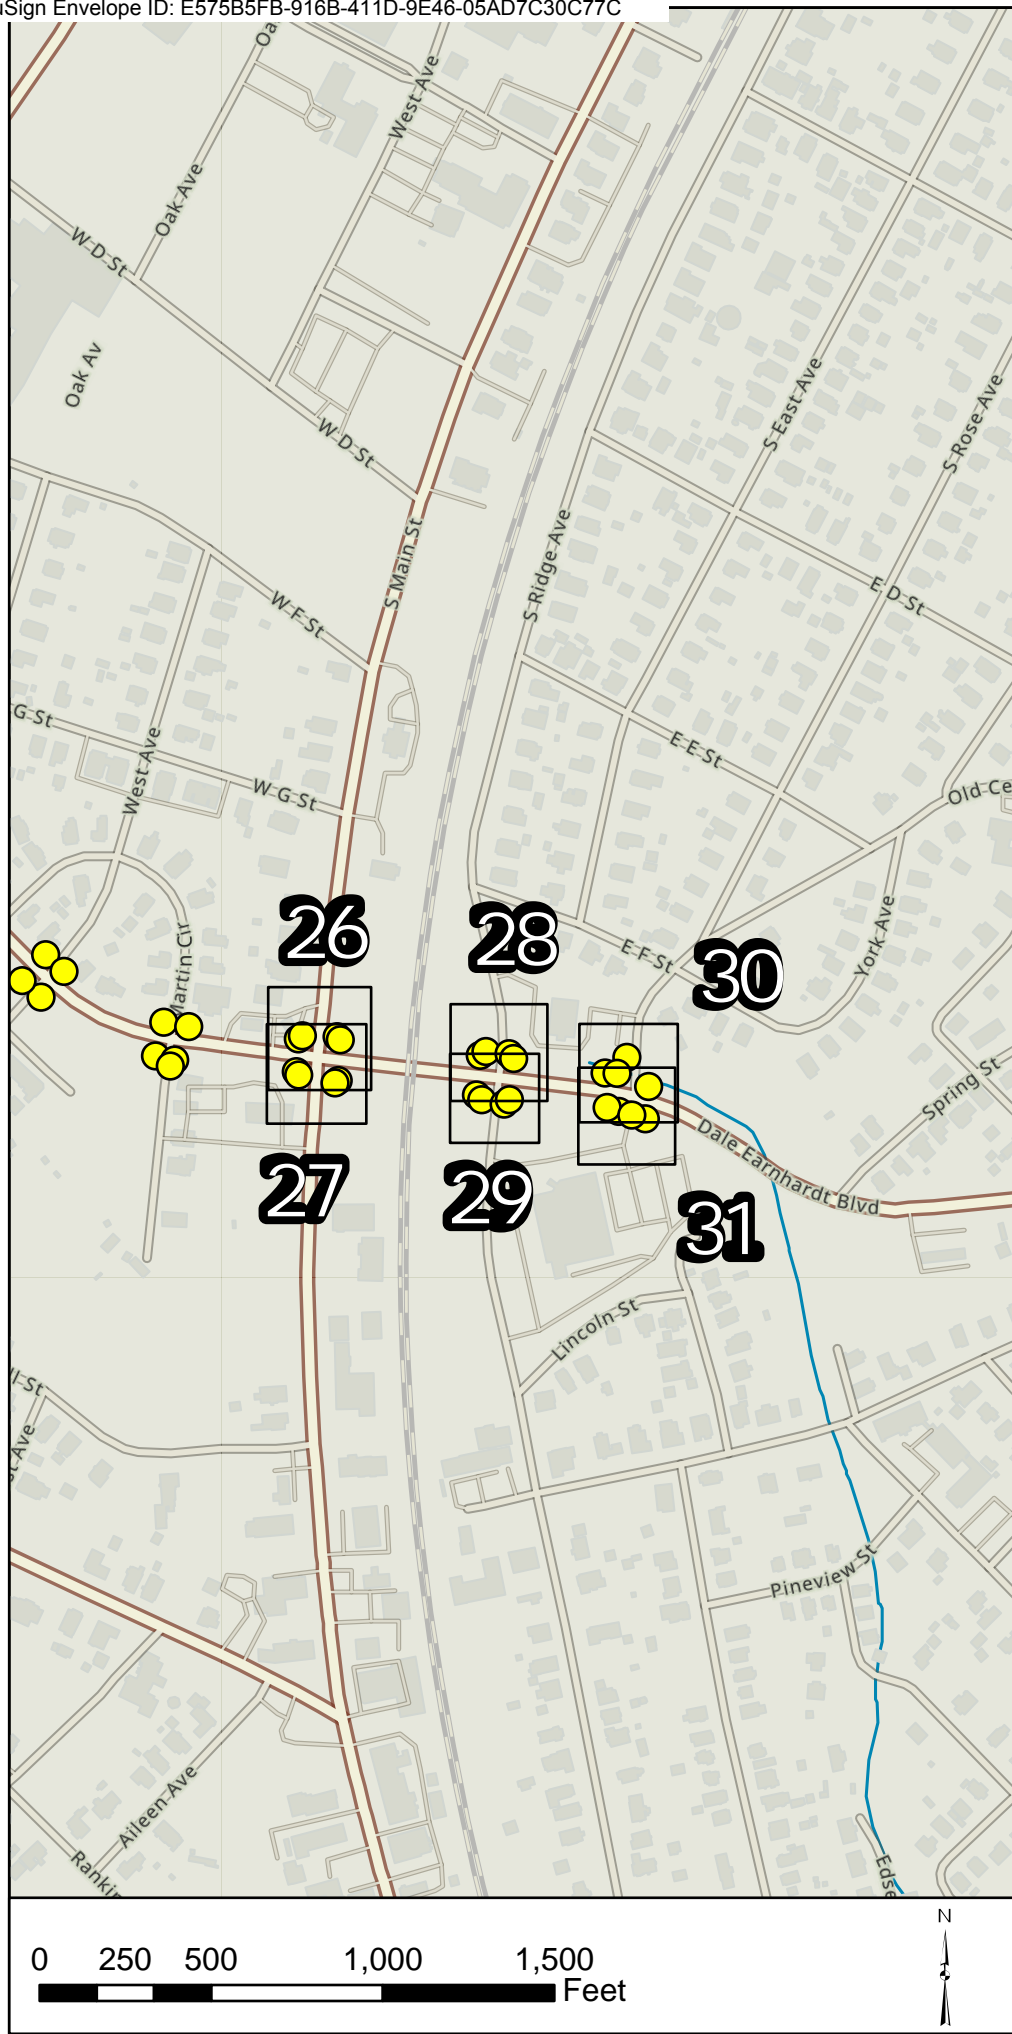 Sign Envelope ID: E575B5FB-916B-411D-9E46-05AD7C30C77C
West Ave
Oak Ave
W D St
Oak Av
S East Ave
S Rose Ave
W D St
S Main St
S Ridge Ave
E D St
W F St
G St
West Ave
E E St
W G St
Old Ce
26
28
Martin Cir
E F St
30
York Ave
Spring St
27
29
Dale Earnhardt Blvd
31
Lincoln St
Pineview St
Aileen Ave
Rankin
Edse
N
0 250 500 1,000 1,500
Feet